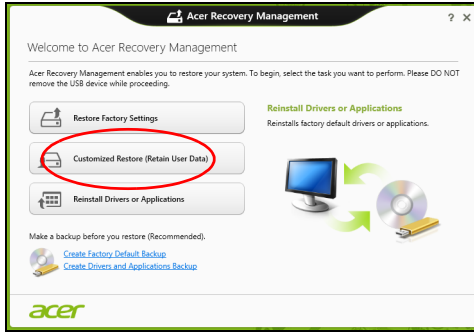 Acer Recovery Management
? X
Welcome to Acer Recovery Management
Acer Recovery Management enables you to restore your system. To begin, select the task you want to perform. Please DO NOT
remove the USB device while proceeding.
Restore Factory Settings
Customized Restore (Retain User Data)
Reinstall Drivers or Applications
Reinstall Drivers or Applications
Reinstalls factory default drivers or applications.
Make a backup before you restore (Recommended).
Create Factory Default Backup
Create Drivers and Applications Backup
acer